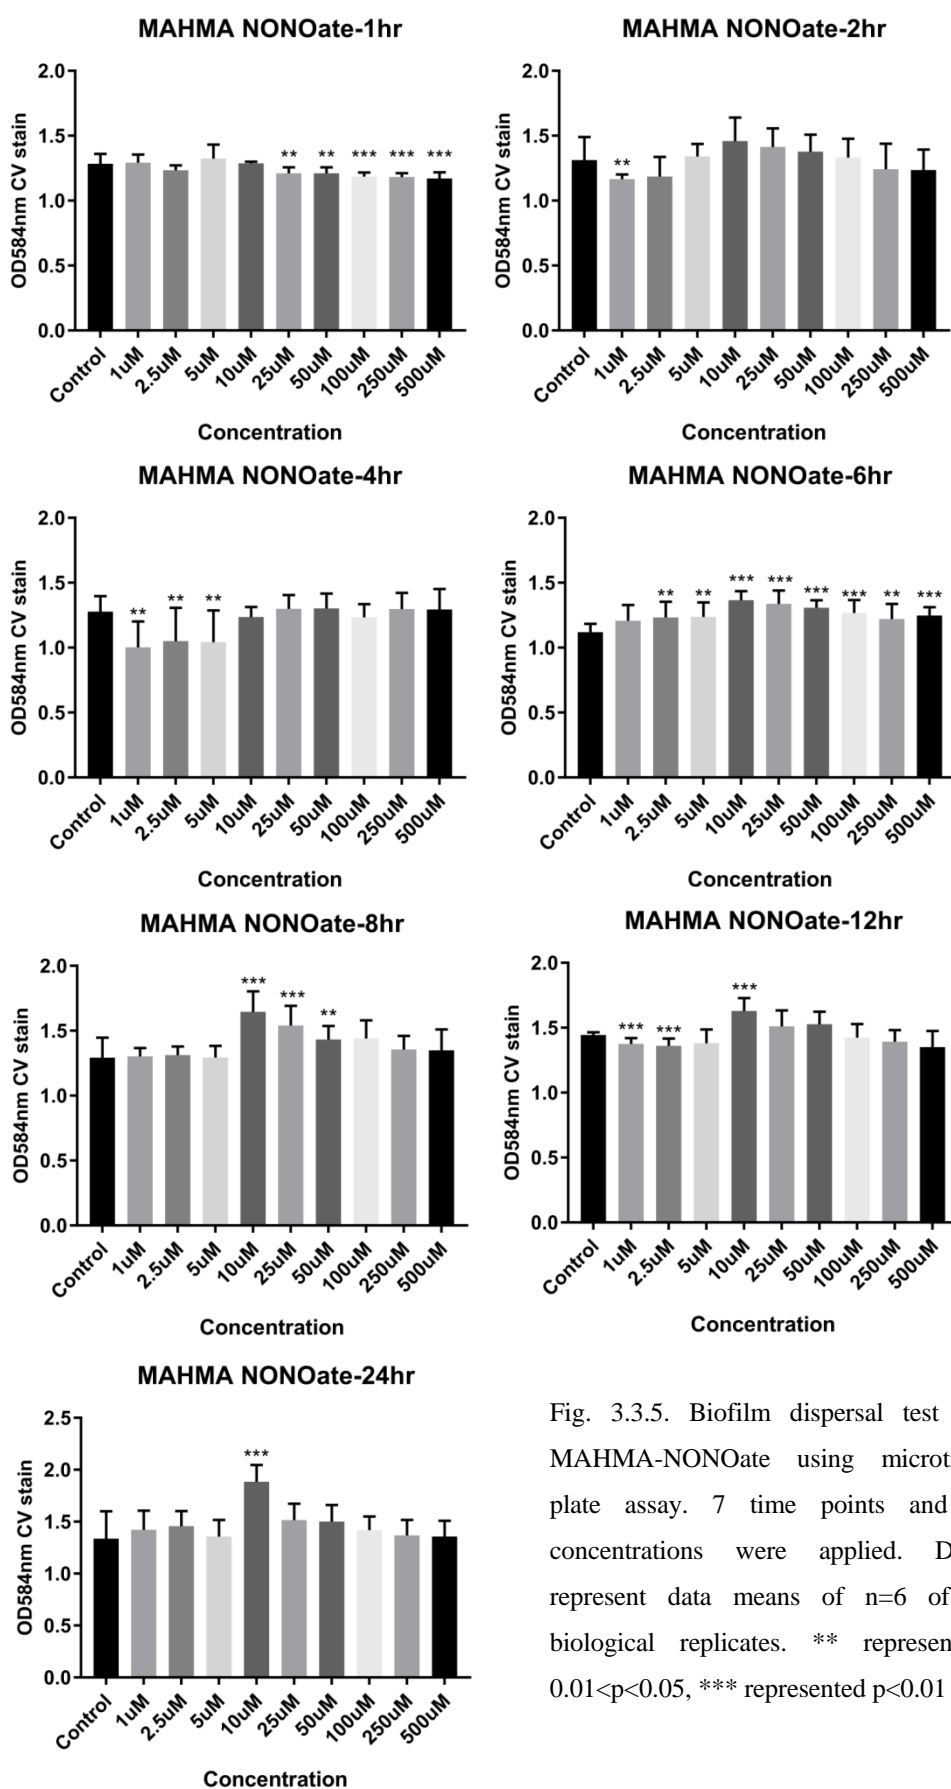 MAHMA NONOate-1hr
OD584nm CV stain
2.0
1.5
1.0
0.5
0.0
** ** *** *** ***
Control 1uM 2.5uM 5uM 10uM 25uM 50uM 100uM 250uM 500uM
Concentration
MAHMA NONOate-2hr
OD584nm CV stain
2.0
1.5
1.0
0.5
0.0
**
Control 1uM 2.5uM 5uM 10uM 25uM 50uM 100uM 250uM 500uM
Concentration
MAHMA NONOate-4hr
OD584nm CV stain
2.0
1.5
1.0
0.5
0.0
** ** **
Control 1uM 2.5uM 5uM 10uM 25uM 50uM 100uM 250uM 500uM
Concentration
MAHMA NONOate-6hr
OD584nm CV stain
2.0
1.5
1.0
0.5
0.0
** ** *** *** *** *** ** ***
Control 1uM 2.5uM 5uM 10uM 25uM 50uM 100uM 250uM 500uM
Concentration
MAHMA NONOate-8hr
OD584nm CV stain
2.0
1.5
1.0
0.5
0.0
*** *** **
Control 1uM 2.5uM 5uM 10uM 25uM 50uM 100uM 250uM 500uM
Concentration
MAHMA NONOate-12hr
OD584nm CV stain
2.0
1.5
1.0
0.5
0.0
*** *** ***
Control 1uM 2.5uM 5uM 10uM 25uM 50uM 100uM 250uM 500uM
Concentration
MAHMA NONOate-24hr
OD584nm CV stain
2.5
2.0
1.5
1.0
0.5
0.0
***
Control 1uM 2.5uM 5uM 10uM 25uM 50uM 100uM 250uM 500uM
Concentration
Fig. 3.3.5. Biofilm dispersal test
MAHMA-NONOate using
plate assay. 7 time points and
concentrations were applied.
represent data means of n=6 of
biological replicates. **
0.01<p<0.05, *** represented p<0.01